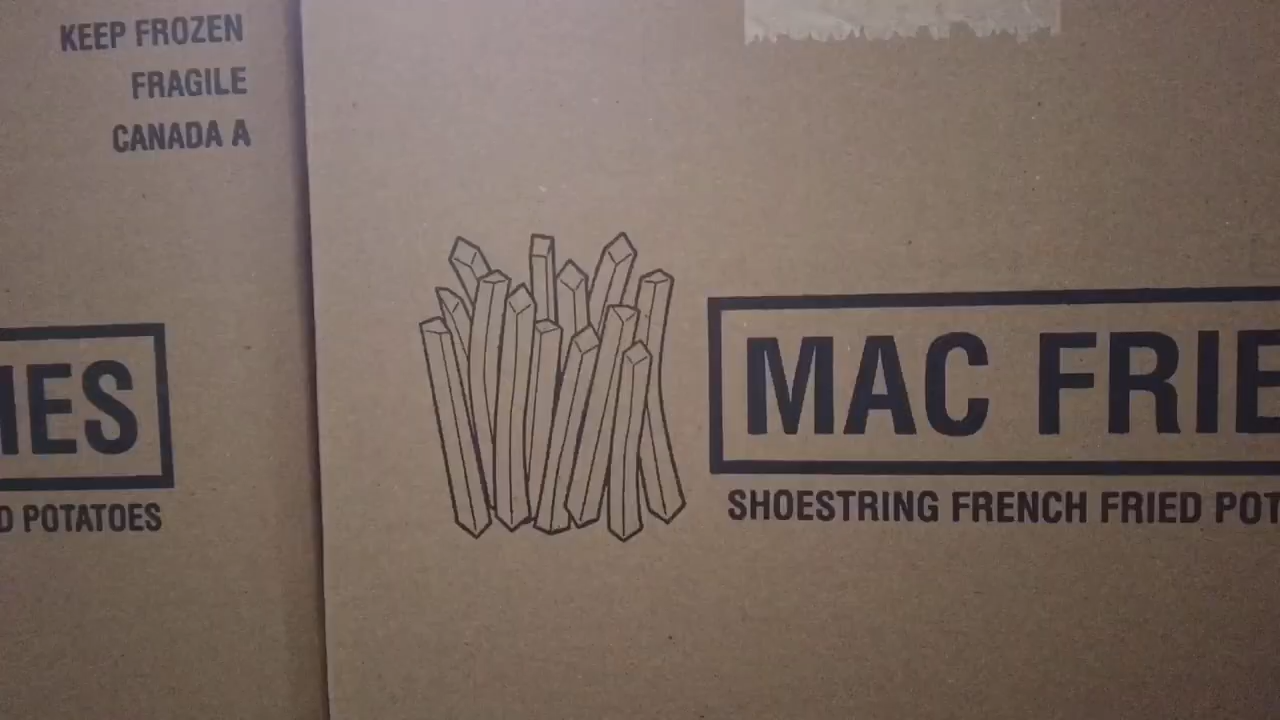 KEEP FROZEN
FRAGILE
CANADA A
IES
D POTATOES
MAC FRIE
SHOESTRING FRENCH FRIED POT